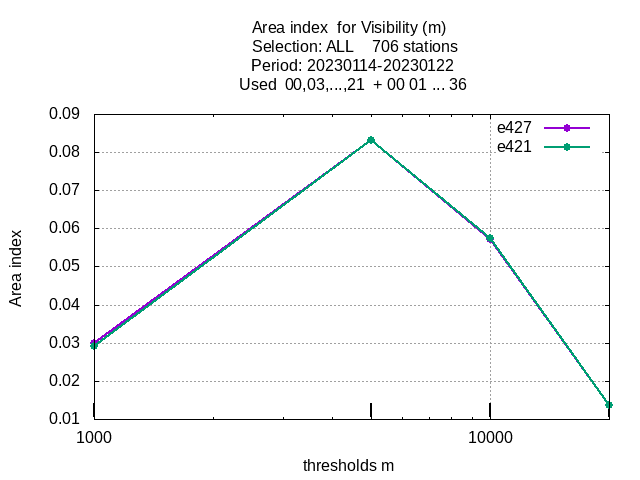 Area index  for Visibility (m)
Selection: ALL    706 stations
Period: 20230114-20230122
Used  00,03,...,21  + 00 01 ... 36
e427
e421
0.09
0.08
0.07
0.06
0.05
0.04
0.03
0.02
0.01
Area index
1000
10000
thresholds m